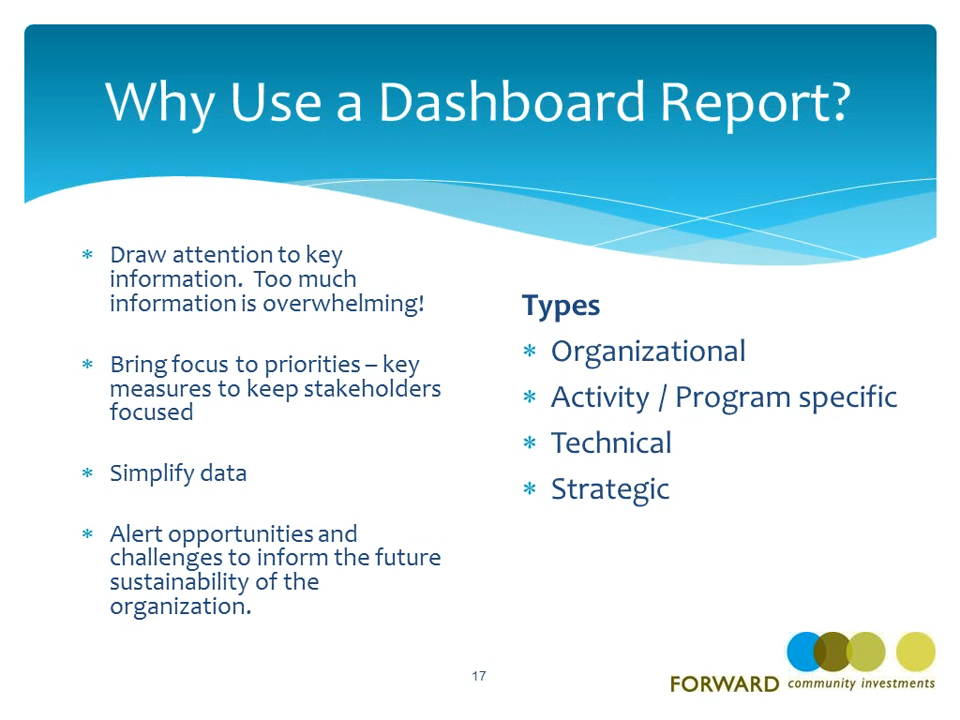 Why Use a Dashboard Report?
* Draw attention to key
information.  Too much
information is overwhelming!
* Bring focus to priorities – key
measures to keep stakeholders
focused
* Simplify data
* Alert opportunities and
challenges to inform the future
sustainability of the
organization.
Types
* Organizational
* Activity / Program specific
* Technical
* Strategic
17
FORWARD community investments